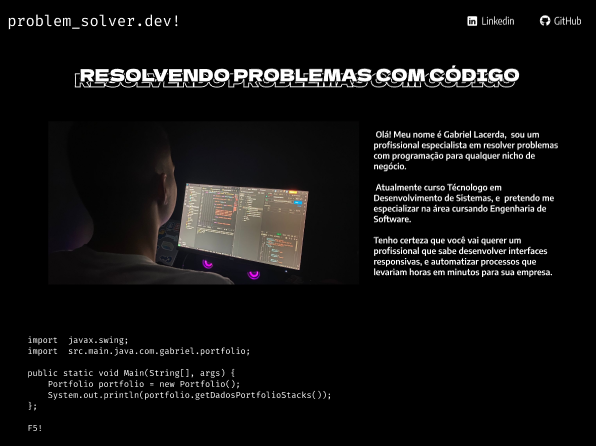 problem_solver.dev!
Linkedin
GitHub
RESOLVENDO PROBLEMAS COM CÓDIGO
Olá! Meu nome é Gabriel Lacerda, sou um
profissional especialista em resolver problemas
com programação para qualquer nicho de
negócio.
Atualmente curso Técnologo em
Desenvolvimento de Sistemas, e pretendo me
especializar na área cursando Engenharia de
Software.
Tenho certeza que você vai querer um
profissional que sabe desenvolver interfaces
responsivas, e automatizar processos que
levariam horas em minutos para sua empresa.
import javax.swing;
import src.main.java.com.gabriel.portfolio;
public static void Main(String[], args) {
Portfolio portfolio = new Portfolio();
System.out.println(portfolio.getDadosPortfolioStacks());
};
F5!